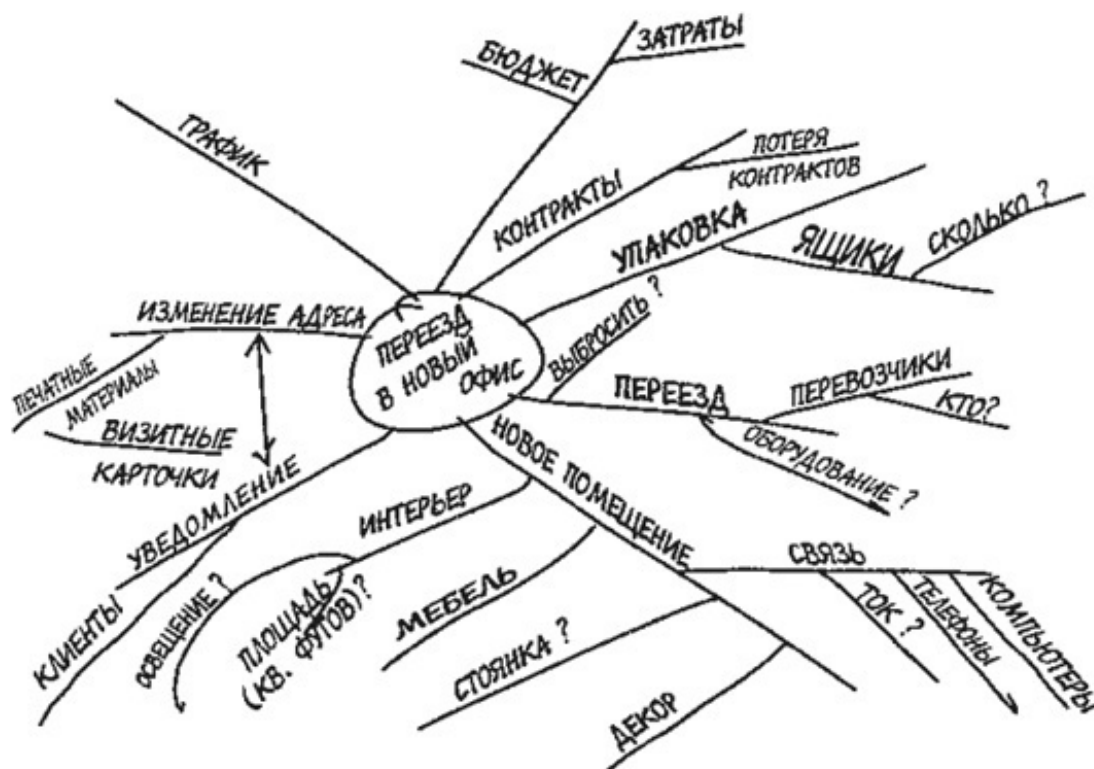 ПЕРЕЕЗД
В НОВЫЙ
ОФИС
ТРАФИК
БЮДЖЕТ
ЗАТРАТЫ
КОНТРАКТЫ
ПОТЕРЯ
КОНТРАКТОВ
УПАКОВКА
ЯЩИКИ
СКОЛЬКО?
ВЫБРОСИТЬ?
ПЕРЕЕЗД
ПЕРЕВОЗЧИКИ
КТО?
ОБОРУДОВАНИЕ?
НОВОЕ ПОМЕЩЕНИЕ
СВЯЗЬ
ТОК?
ТЕЛЕФОНЫ
КОМПЬЮТЕРЫ
ДЕКОР
СТОЯНКА?
МЕБЕЛЬ
ИНТЕРЬЕР
ПЛОЩАДЬ
(КВ. ФУТОВ)?
ОСВЕЩЕНИЕ?
УВЕДОМЛЕНИЕ
КЛИЕНТЫ
ИЗМЕНЕНИЕ АДРЕСА
ПЕЧАТНЫЕ
МАТЕРИАЛЫ
ВИЗИТНЫЕ
КАРТОЧКИ